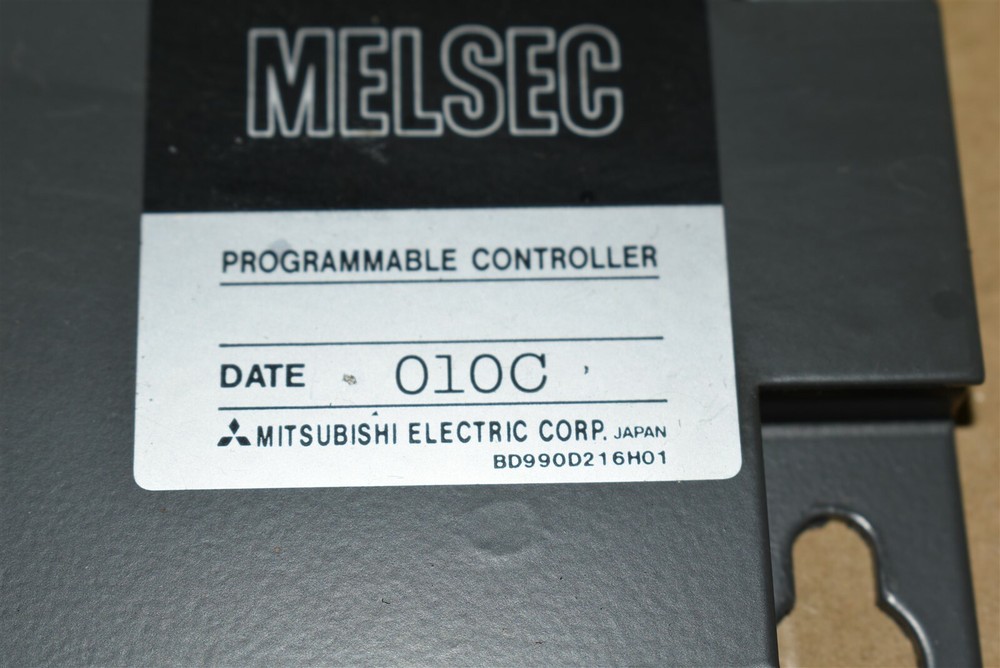 MELSEC
PROGRAMMABLE CONTROLLER
DATE 010C
MITSUBISHI ELECTRIC CORP. JAPAN
BD990D216H01